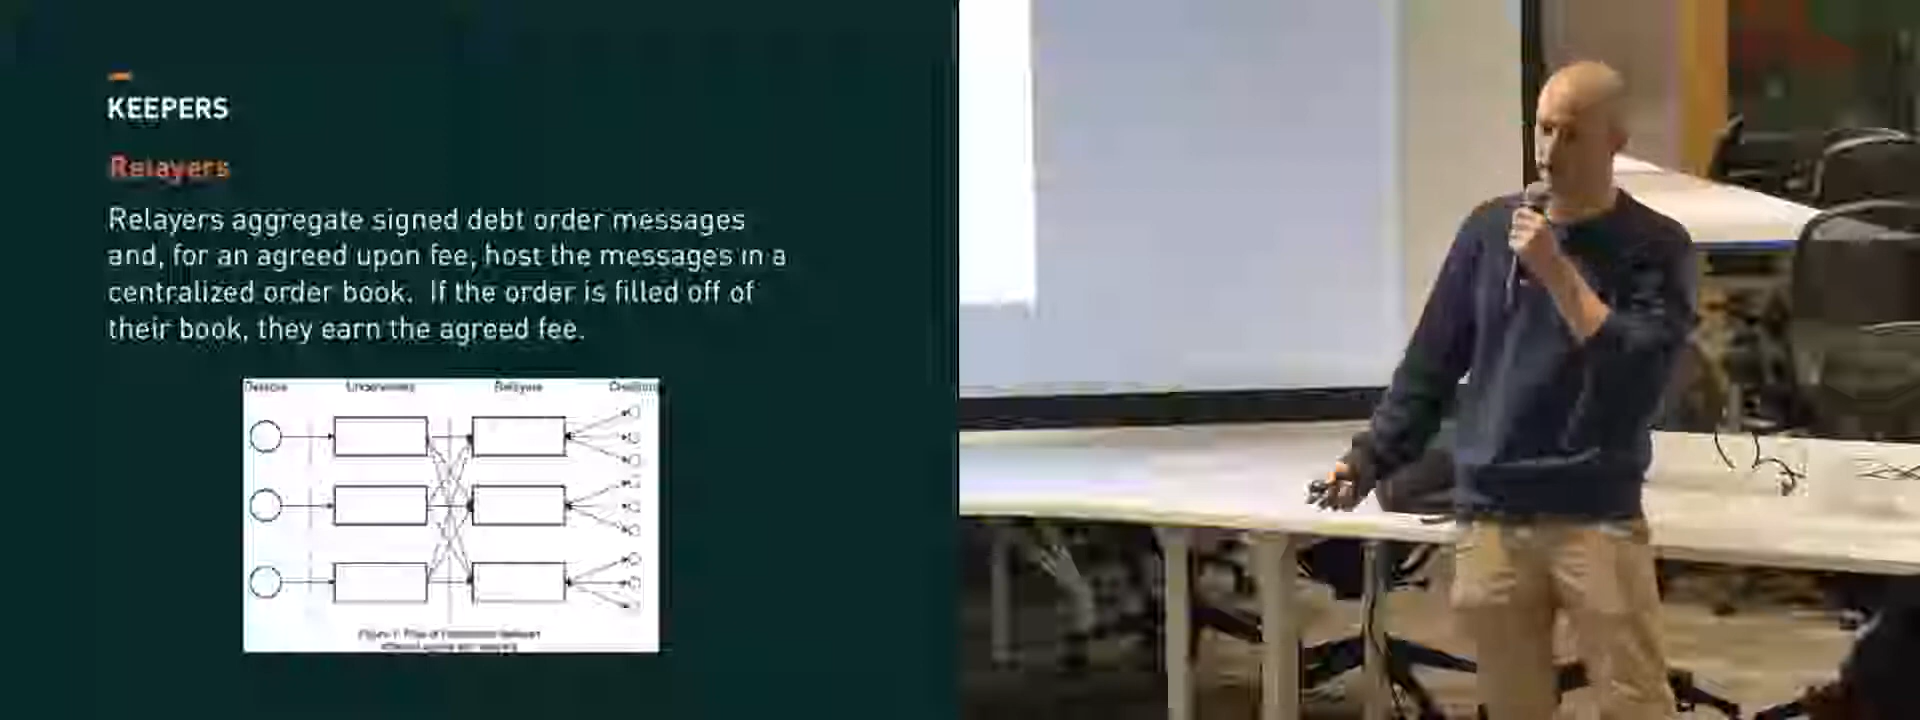 KEEPERS
Relayers
Relayers aggregate signed debt order messages
and, for an agreed upon fee, host the messages in a
centralized order book. If the order is filled off of
their book, they earn the agreed fee.